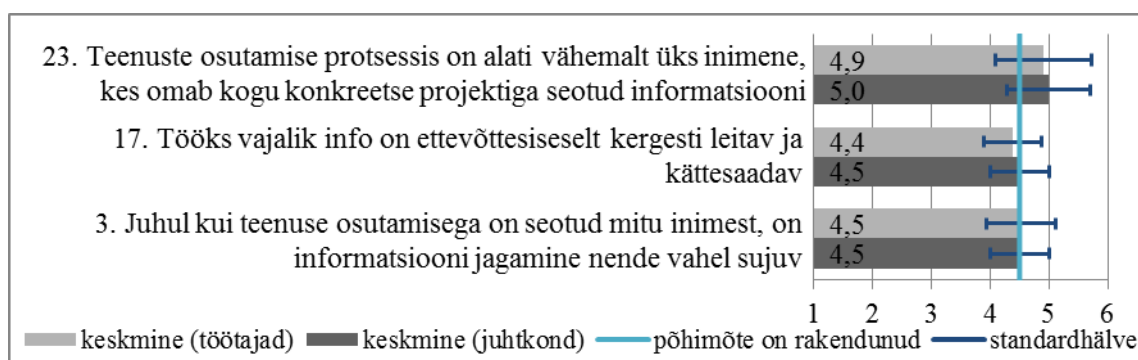 23. Teenuste osutamise protsessis on alati vähemalt üks inimene,
kes omab kogu konkreetse projektiga seotud informatsiooni
4,9
5,0
17. Tööks vajalik info on ettevõttesiseselt kergesti leitav ja
kättesaadav
4,4
4,5
3. Juhul kui teenuse osutamisega on seotud mitu inimest, on
informatsiooni jagamine nende vahel sujuv
4,5
4,5
1 2 3 4 5 6
keskmine (töötajad) keskmine (juhtkond) põhimõte on rakendunud standardhälve